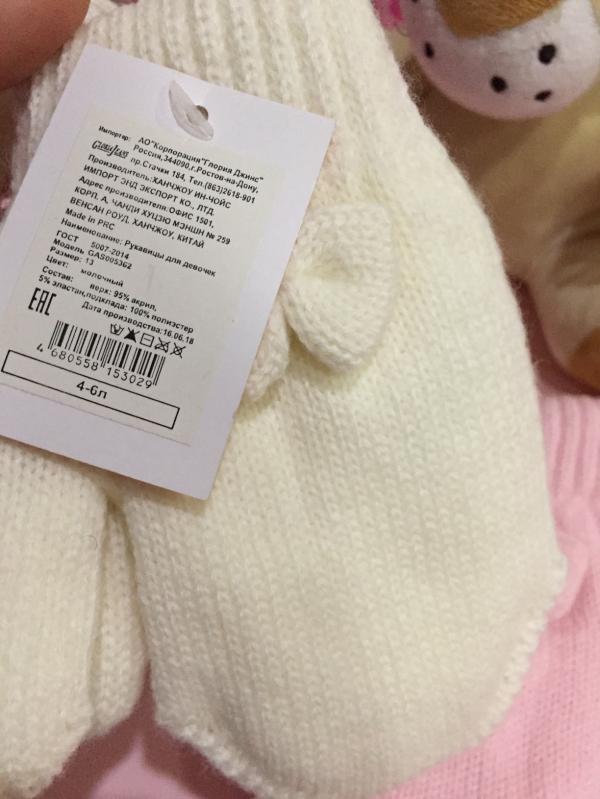 Импортер: АО"Корпорация"Глория Джинс"
Gloria Jeans Россия,344090,г.Ростов-на-Дону,
пр.Стачки 184, Тел.(863)2618-901
Производитель:ХАНЧЖОУ ИН-ЧОЙС
ИМПОРТ ЭНД ЭКСПОРТ КО., ЛТД.
Адрес производителя:ОФИС 1501,
КОРП. А, ЧАНДИ ХУЦЗЮ МЭНШН № 259
ВЕНСАН РОУД, ХАНЧЖОУ, КИТАЙ
Made in PRC
Наименование: Рукавицы для девочек
ГОСТ 5007-2014
Модель GAS005362
Размер: 13
Цвет: молочный
Состав: верх: 95% акрил,
5% эластан,подклада: 100% полиэстер
Дата производства:16.06.18
EAC
4 680558 153029
4-6л